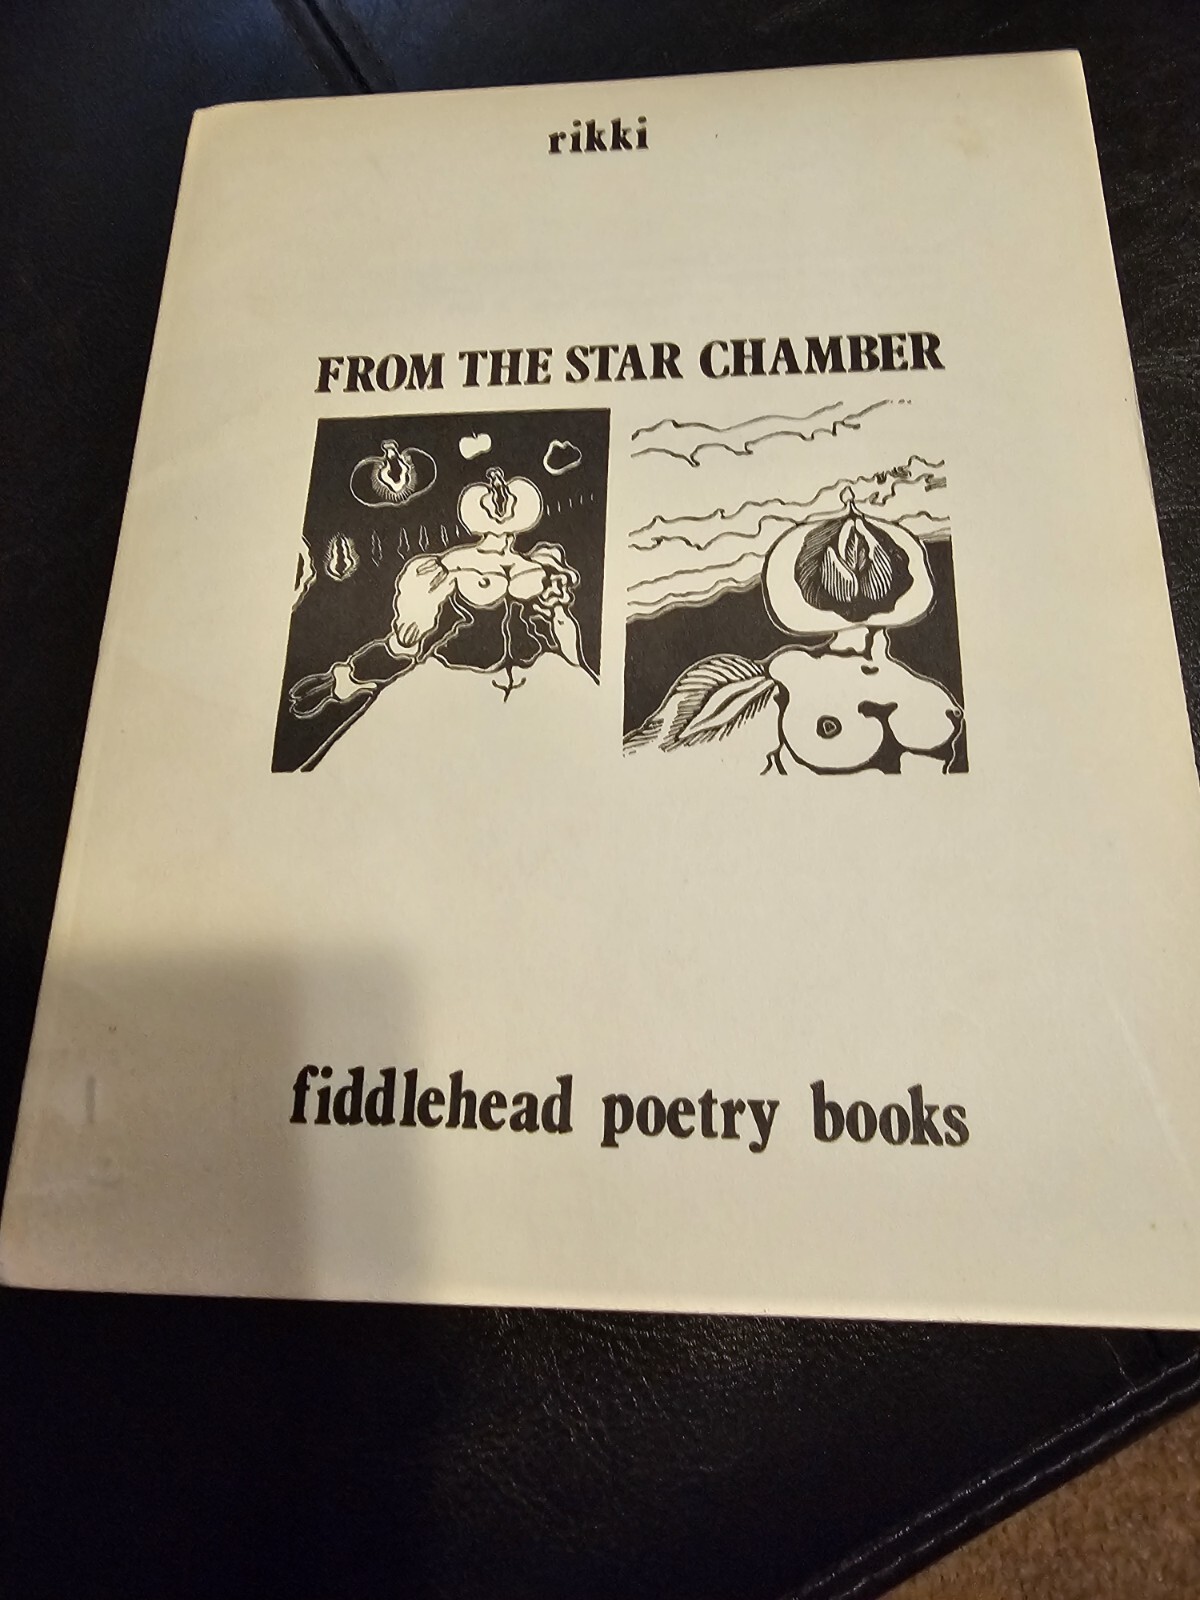 rikki
FROM THE STAR CHAMBER
fiddlehead poetry books